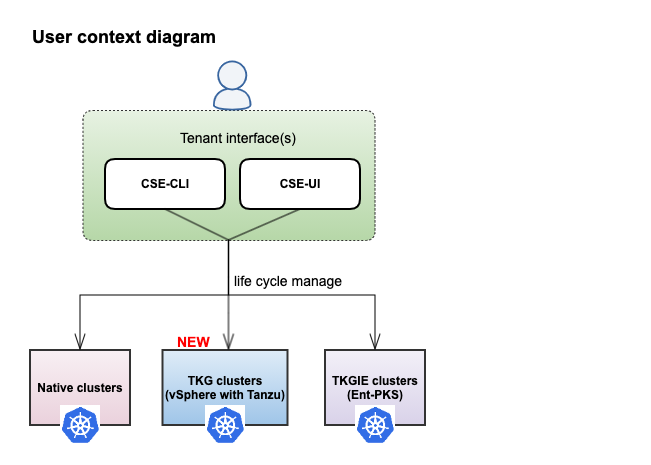 User context diagram
Tenant interface(s)
CSE-CLI
CSE-UI
life cycle manage
NEW
Native clusters
TKG clusters
(vSphere with Tanzu)
TKGIE clusters
(Ent-PKS)